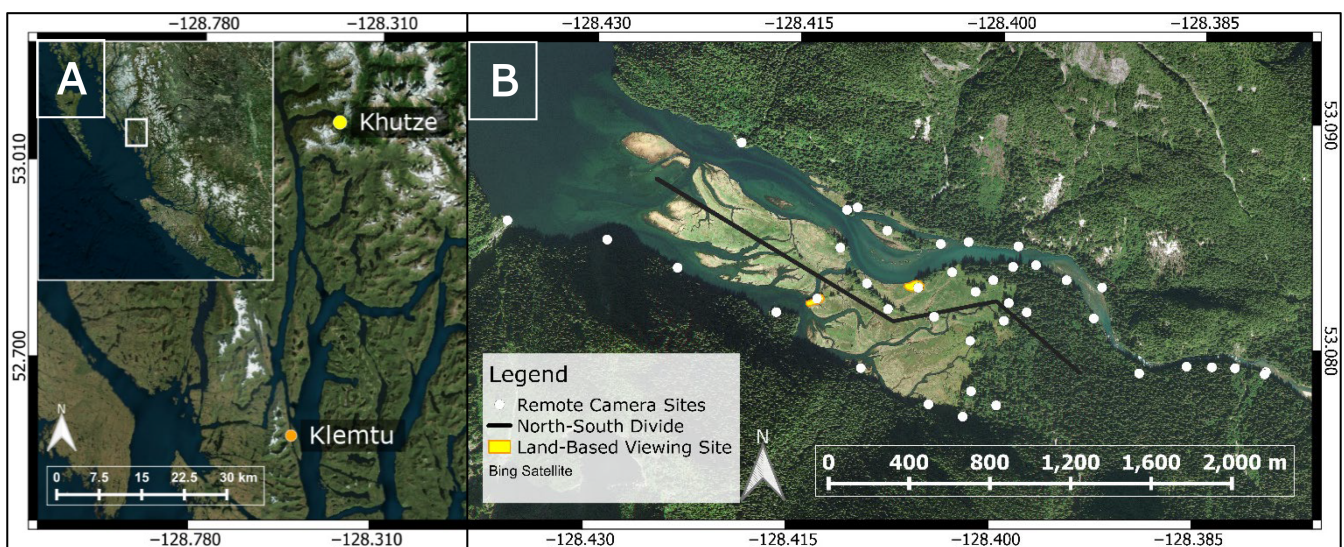 −128.780 −128.310
A
Khutze
53.010
52.700
Klemtu
N
0 7.5 15 22.5 30 km
−128.780 −128.310
−128.430 −128.415 −128.400 −128.385
B
53.090
53.080
Legend
Remote Camera Sites
North-South Divide
Land-Based Viewing Site
Bing Satellite
N
0 400 800 1,200 1,600 2,000 m
−128.430 −128.415 −128.400 −128.385